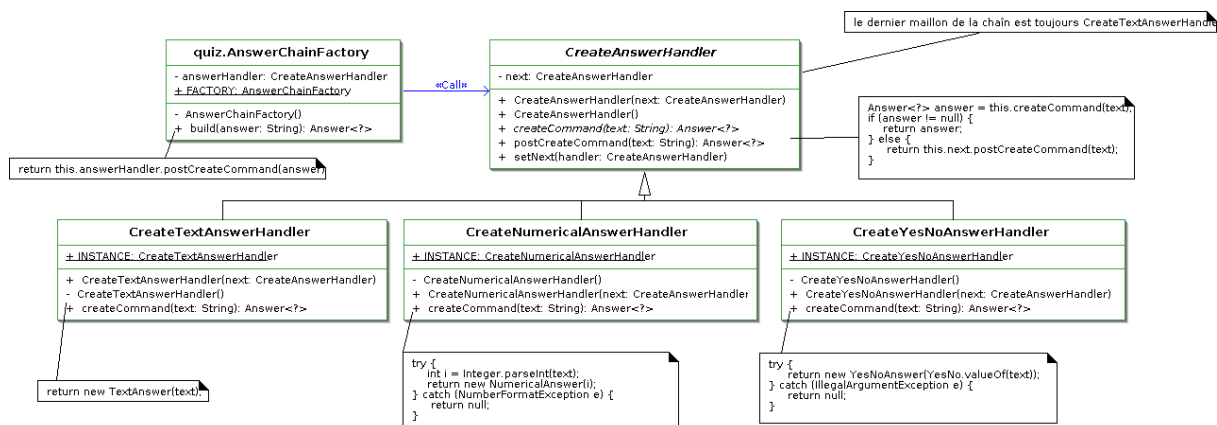 le dernier maillon de la chaîn est toujours CreateTextAnswerHandle
quiz.AnswerChainFactory
- answerHandler: CreateAnswerHandler
+ FACTORY: AnswerChainFactory
- AnswerChainFactory()
+ build(answer: String): Answer<?>
return this.answerHandler.postCreateCommand(answer)
«Call»
CreateAnswerHandler
- next: CreateAnswerHandler
+ CreateAnswerHandler(next: CreateAnswerHandler)
+ CreateAnswerHandler()
+ createCommand(text: String): Answer<?>
+ postCreateCommand(text: String): Answer<?>
+ setNext(handler: CreateAnswerHandler)
Answer<?> answer = this.createCommand(text);
if (answer != null) {
return answer;
} else {
return this.next.postCreateCommand(text);
}
CreateTextAnswerHandler
+ INSTANCE: CreateTextAnswerHandler
+ CreateTextAnswerHandler(next: CreateAnswerHandler)
- CreateTextAnswerHandler()
+ createCommand(text: String): Answer<?>
return new TextAnswer(text);
CreateNumericalAnswerHandler
+ INSTANCE: CreateNumericalAnswerHandler
- CreateNumericalAnswerHandler()
+ CreateNumericalAnswerHandler(next: CreateAnswerHandler
+ createCommand(text: String): Answer<?>
try {
int i = Integer.parseInt(text);
return new NumericalAnswer(i);
} catch (NumberFormatException e) {
return null;
}
CreateYesNoAnswerHandler
+ INSTANCE: CreateYesNoAnswerHandler
- CreateYesNoAnswerHandler()
+ CreateYesNoAnswerHandler(next: CreateAnswerHandler)
+ createCommand(text: String): Answer<?>
try {
return new YesNoAnswer(YesNo.valueOf(text));
} catch (IllegalArgumentException e) {
return null;
}